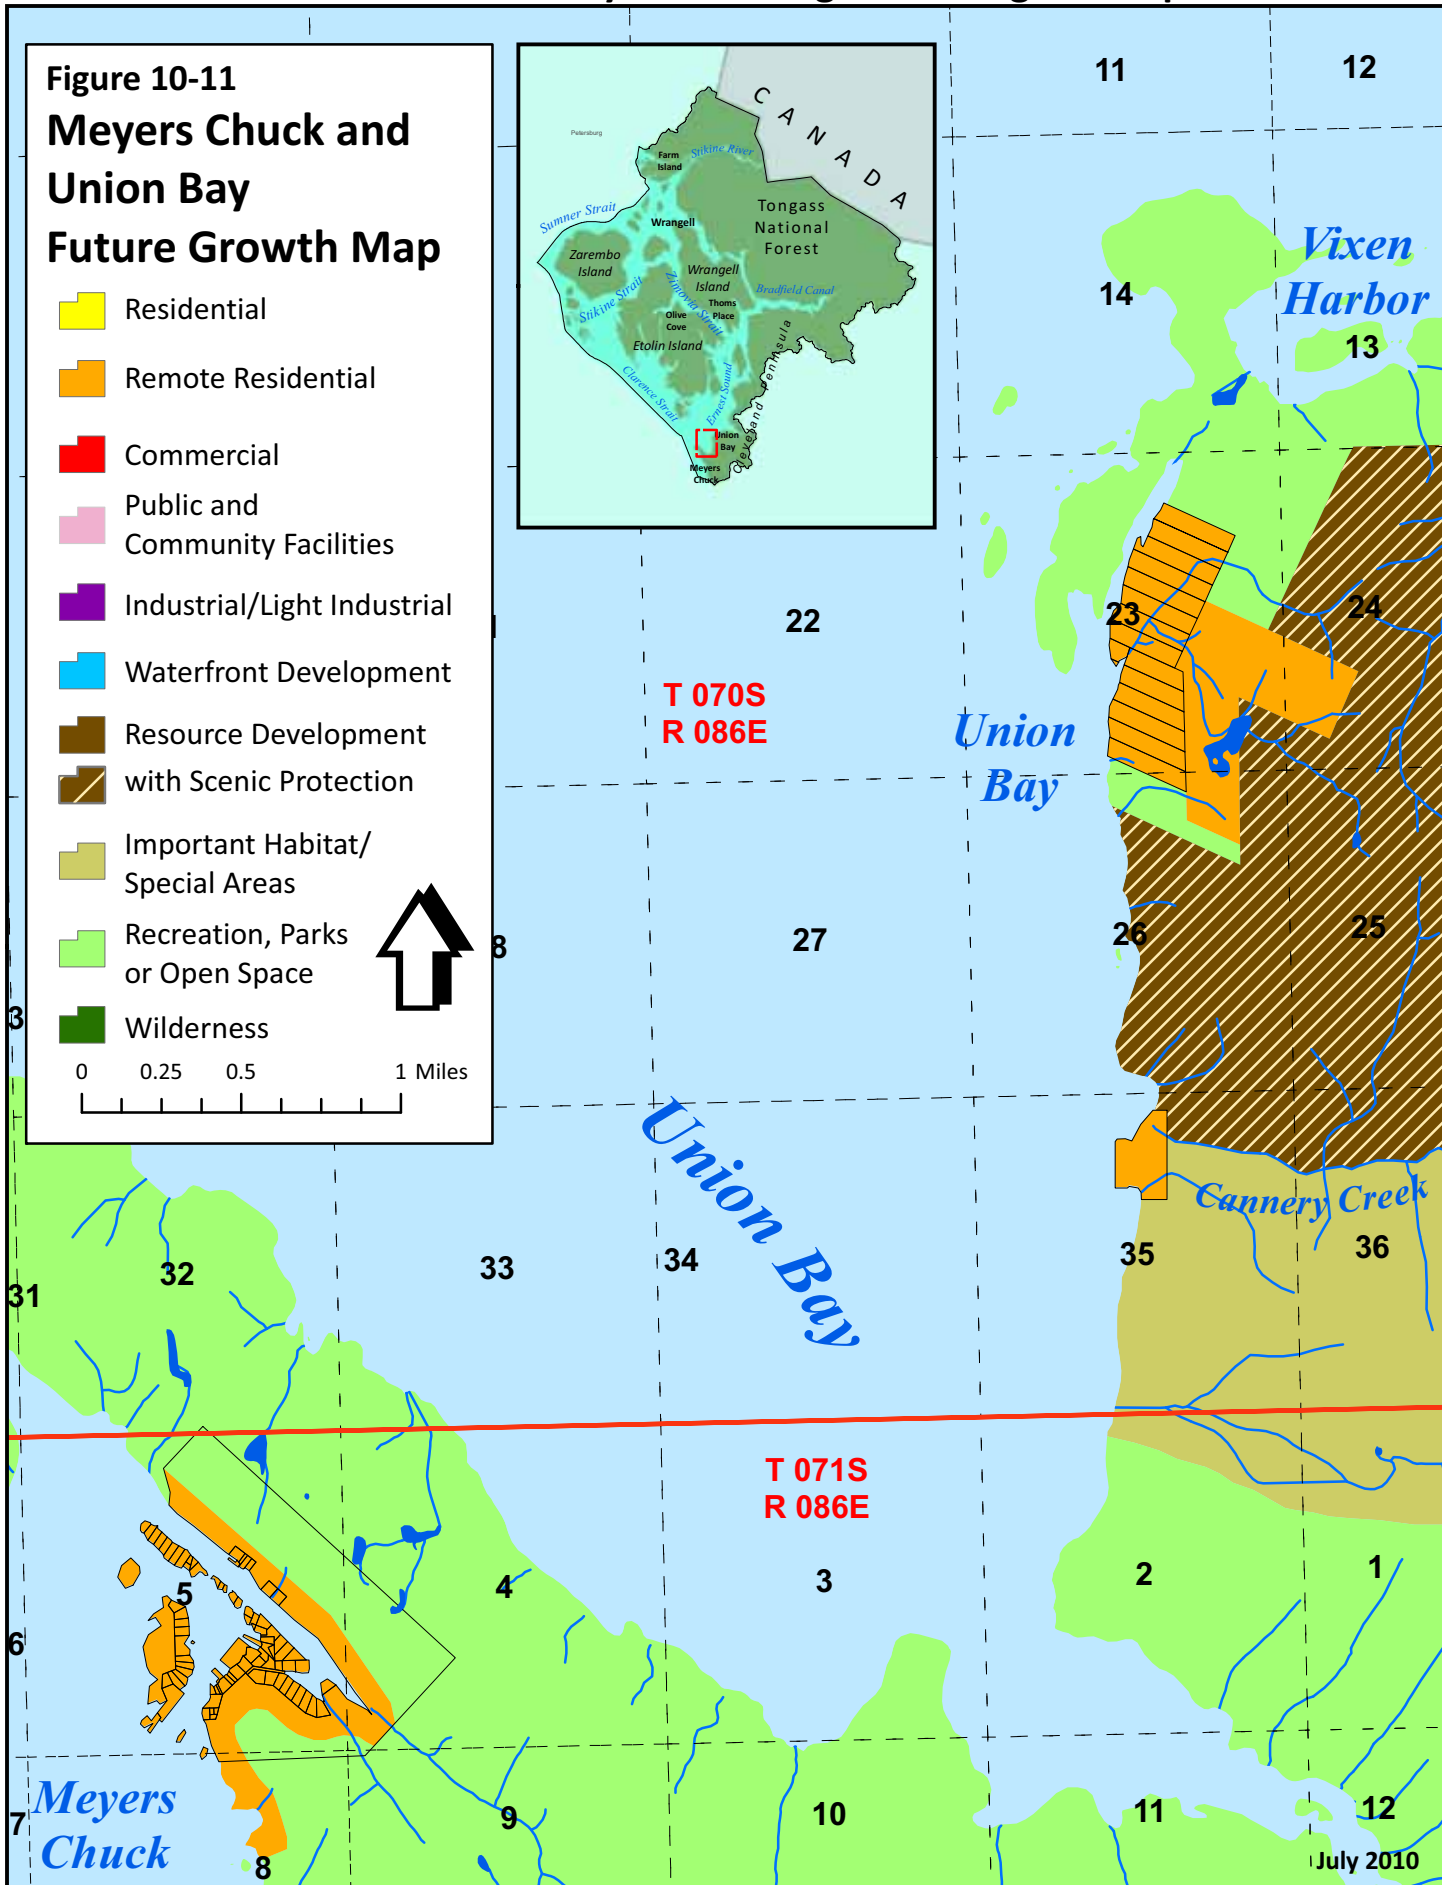 Figure 10-11
Meyers Chuck and
Union Bay
Future Growth Map
Residential
Remote Residential
Commercial
Public and
Community Facilities
Industrial/Light Industrial
Waterfront Development
Resource Development
with Scenic Protection
Important Habitat/
Special Areas
Recreation, Parks
or Open Space
Wilderness
0 0.25 0.5 1 Miles
Petersburg
CANADA
Farm
Island
Stikine River
Sumner Strait
Wrangell
Tongass
National
Forest
Zarembo
Island
Wrangell
Island
Zimovia Strait
Bradfield Canal
Stikine Strait
Thoms
Place
Olive
Cove
Etolin Island
Clarence Strait
Ernest Sound
Cleveland Peninsula
Union
Bay
Meyers
Chuck
11
12
Vixen
Harbor
14
13
22
23
24
T 070S
R 086E
Union
Bay
8
27
26
25
3
Union Bay
Cannery Creek
31
32
33
34
35
36
T 071S
R 086E
5
4
3
2
1
6
Meyers
Chuck
7
8
9
10
11
12
July 2010